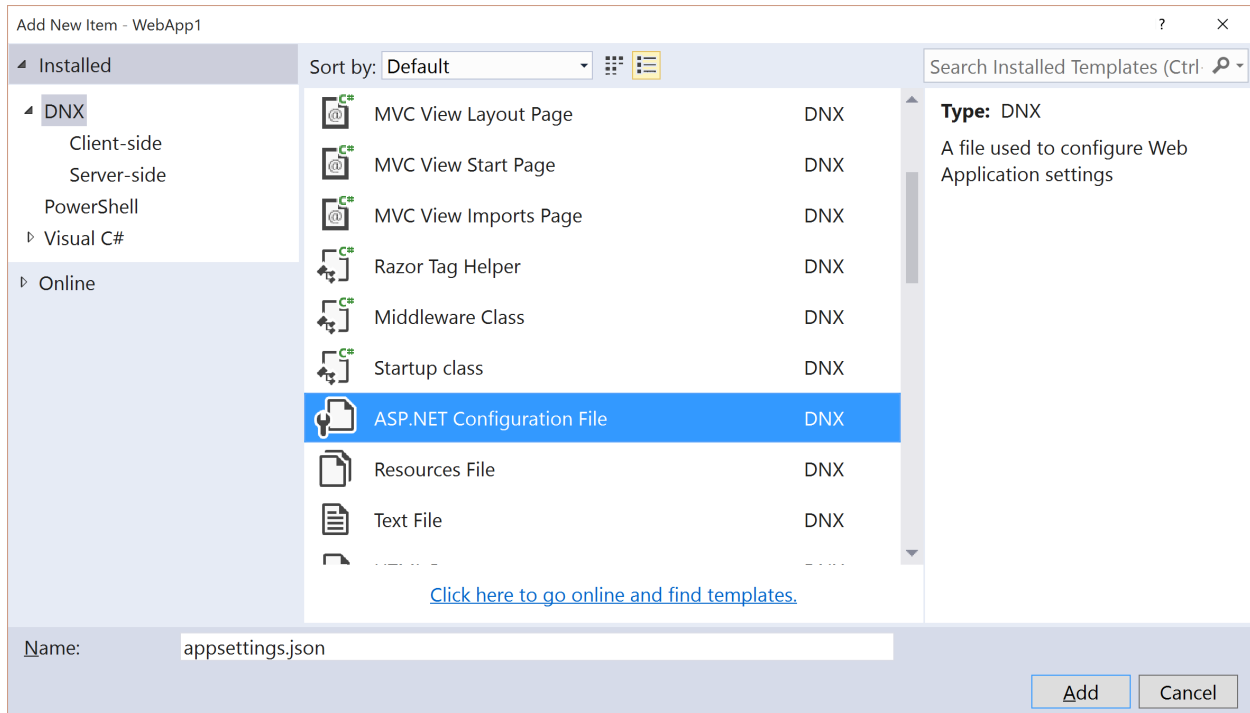 Add New Item - WebApp1
?
Installed
Sort by: Default
Search Installed Templates (Ctrl
DNX
Client-side
Server-side
PowerShell
Visual C#
Online
C#
@
MVC View Layout Page DNX
C#
@
MVC View Start Page DNX
C#
@
MVC View Imports Page DNX
C#
Razor Tag Helper DNX
C#
Middleware Class DNX
C#
Startup class DNX
ASP.NET Configuration File DNX
Resources File DNX
Text File DNX
Click here to go online and find templates.
Type: DNX
A file used to configure Web
Application settings
Name: appsettings.json
Add Cancel